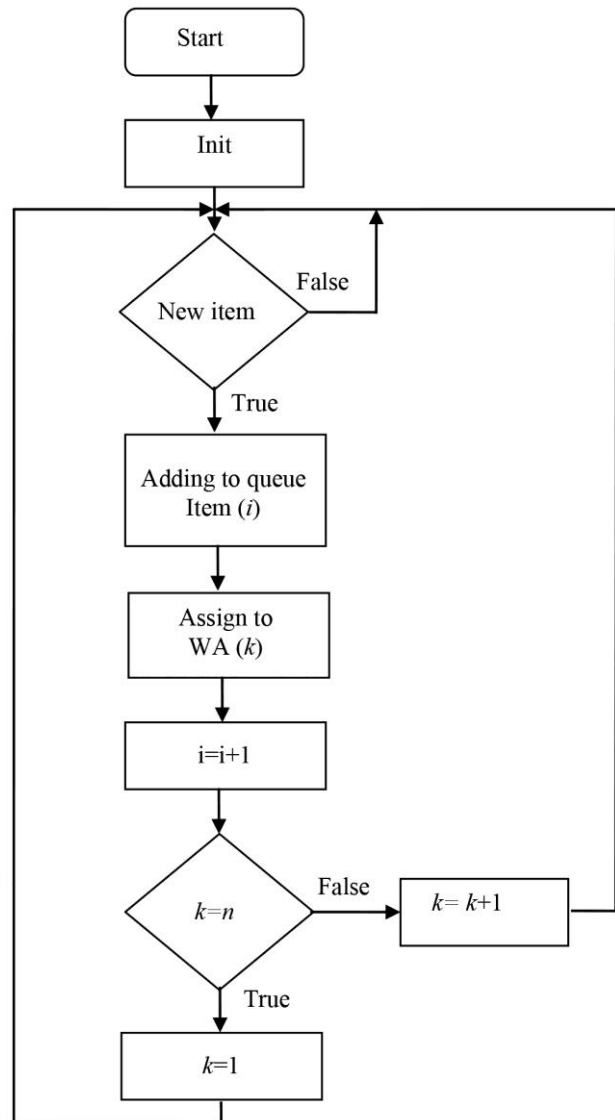 Start
Init
New item
False
True
Adding to queue
Item (i)
Assign to
WA (k)
i=i+1
k=n
False
k= k+1
True
k=1